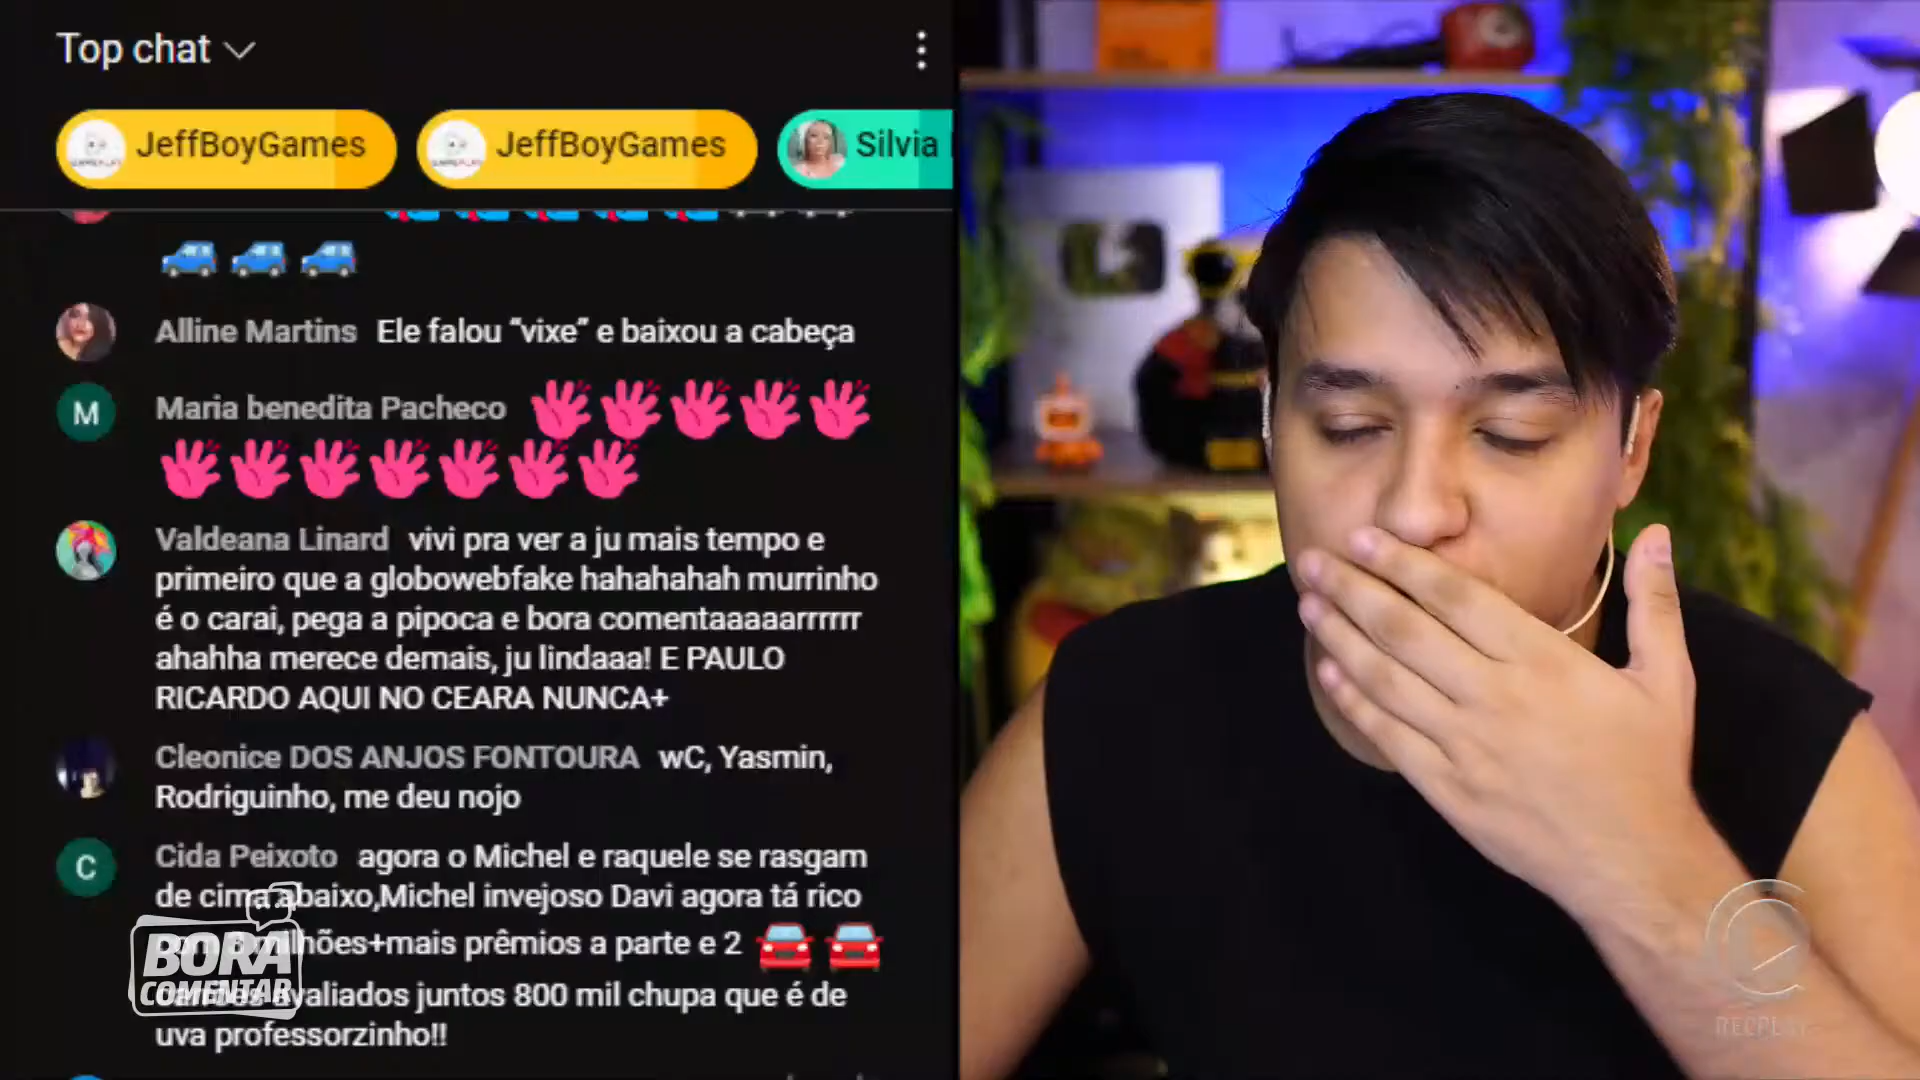 Top chat
JeffBoyGames
JeffBoyGames
Silvia
Alline Martins Ele falou “vixe” e baixou a cabeça
M
Maria benedita Pacheco
Valdeana Linard vivi pra ver a ju mais tempo e
primeiro que a globowebfake hahahahah murrinho
é o carai, pega a pipoca e bora comentaaaaarrrrrr
ahahha merece demais, ju lindaaa! E PAULO
RICARDO AQUI NO CEARA NUNCA+
Cleonice DOS ANJOS FONTOURA wC, Yasmin,
Rodriguinho, me deu nojo
C
Cida Peixoto agora o Michel e raquele se rasgam
de cima abaixo,Michel invejoso Davi agora tá rico
milhões+mais prêmios a parte e 2
avaliados juntos 800 mil chupa que é de
uva professorzinho!!
BORA
COMENTAR
RECPLAY